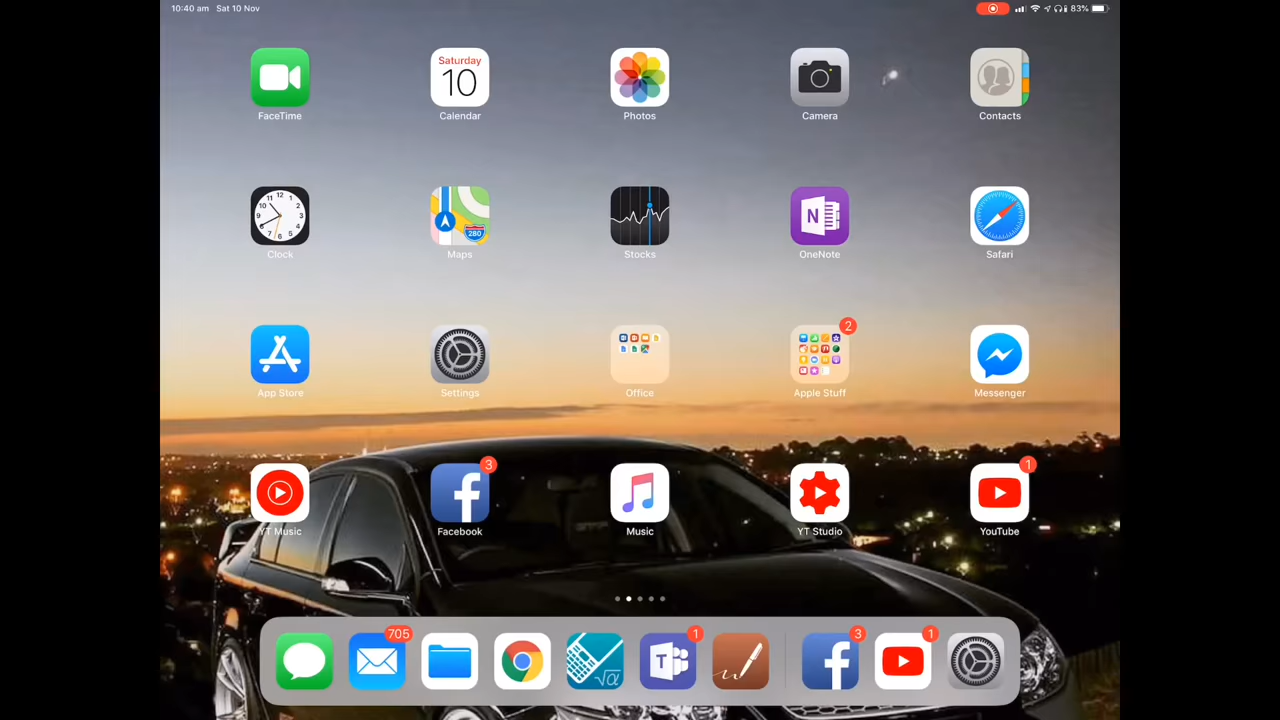 10:40 am Sat 10 Nov 83%
Saturday
10
FaceTime Calendar Photos Camera Contacts
12
280
N
Clock Maps Stocks OneNote Safari
2
App Store Settings Office Apple Stuff Messenger
3 1
YT Music Facebook Music YT Studio YouTube
705 1 3 1
√α T